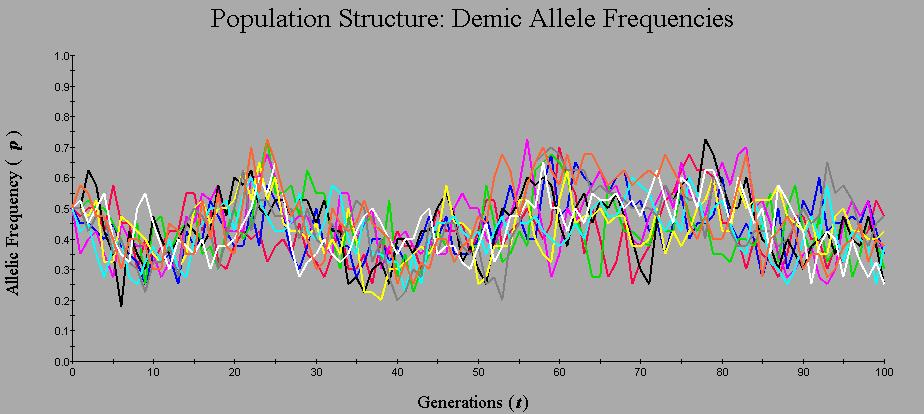 Population Structure: Demic Allele Frequencies
Allelic Frequency ( p )
1.0
0.9
0.8
0.7
0.6
0.5
0.4
0.3
0.2
0.1
0.0
0 10 20 30 40 50 60 70 80 90 100
Generations (t)